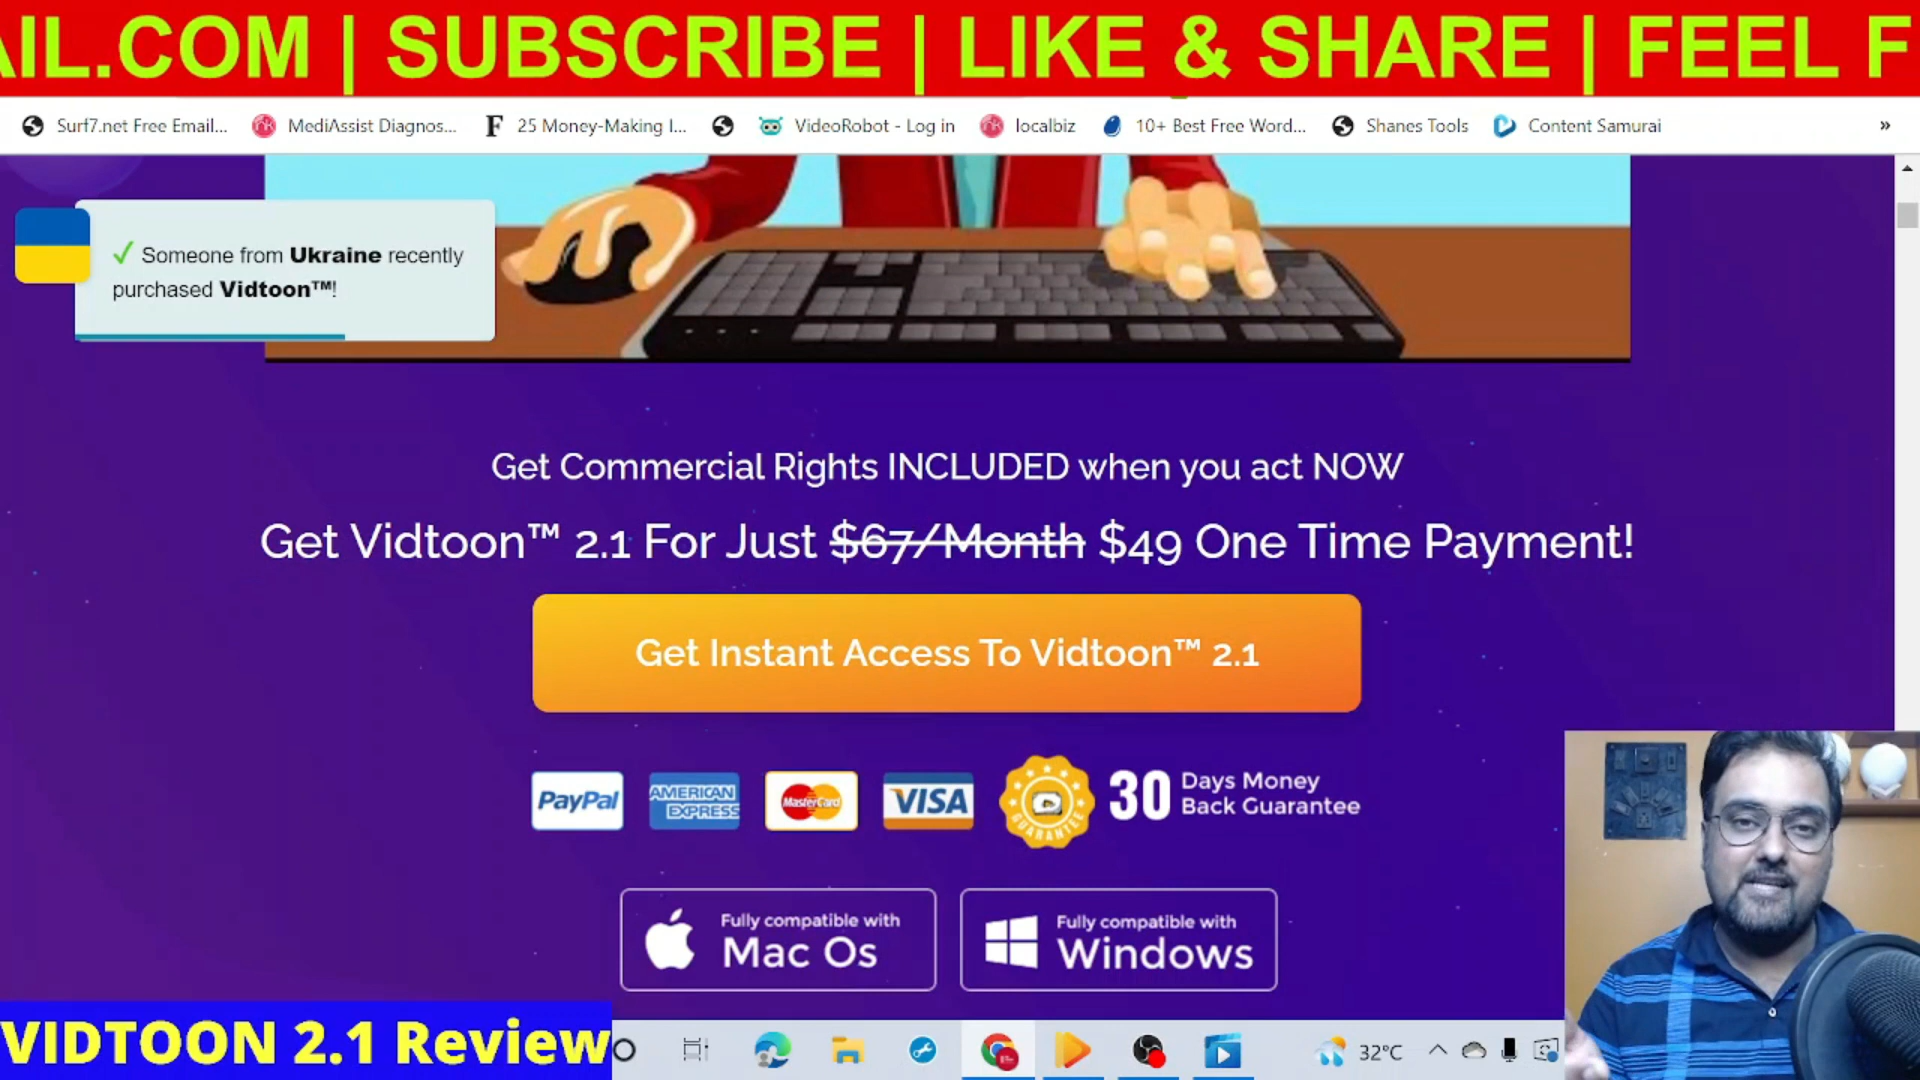 AIL.COM | SUBSCRIBE | LIKE & SHARE | FEEL F
Surf7.net Free Email... MediAssist Diagnos... 25 Money-Making I... VideoRobot - Log in localbiz 10+ Best Free Word... Shanes Tools Content Samurai »
✓ Someone from Ukraine recently
purchased Vidtoon™!
Get Commercial Rights INCLUDED when you act NOW
Get Vidtoon™ 2.1 For Just $67/Month $49 One Time Payment!
Get Instant Access To Vidtoon™ 2.1
PayPal AMERICAN EXPRESS MasterCard VISA GUARANTEE 30 Days Money
Back Guarantee
Fully compatible with
Mac Os
Fully compatible with
Windows
VIDTOON 2.1 Review
32°C